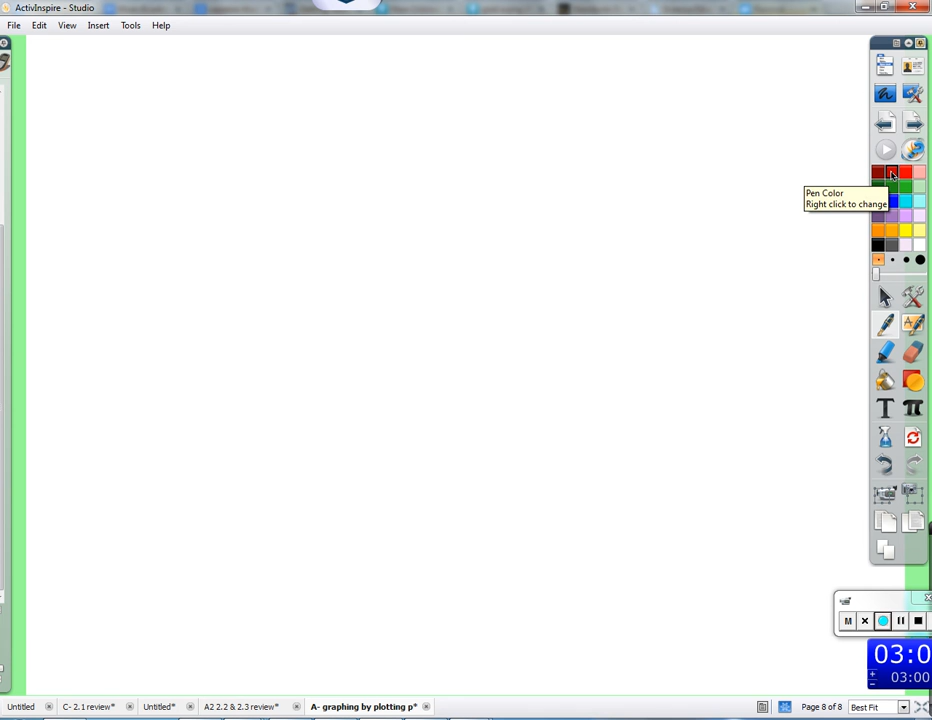 ActivInspire - Studio
File Edit View Insert Tools Help
Pen Color
Right click to change
T π
M
03:0
03:00
Untitled C- 2.1 review* Untitled* A2 2.2 & 2.3 review* A- graphing by plotting p* Page 8 of 8 Best Fit